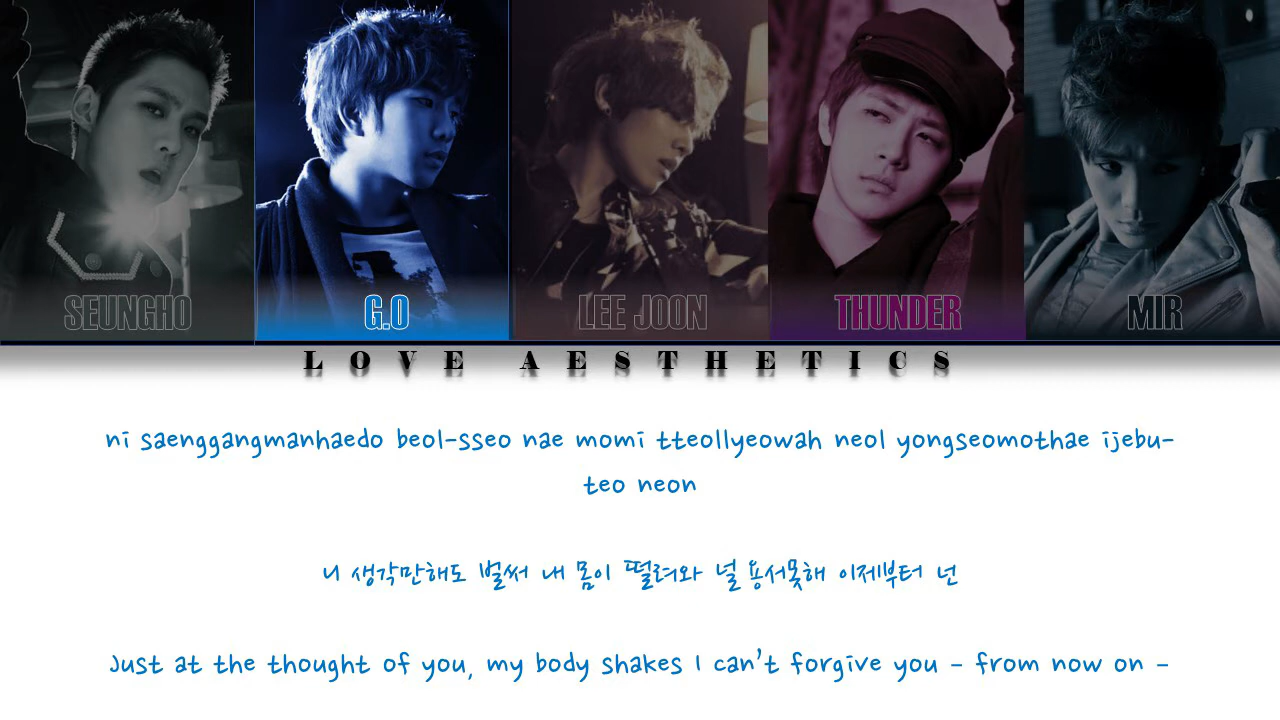 SEUNGHO
G.O
LEE JOON
THUNDER
MIR
LOVE AESTHETICS
ni saenggangmanhaedo beol-sseo nae momi tteollyeowah neol yongseomothae ijebu-
teo neon
니 생각만해도 벌써 내 몸이 떨려와 널 용서못해 이제부터 넌
Just at the thought of you, my body shakes I can't forgive you – from now on –